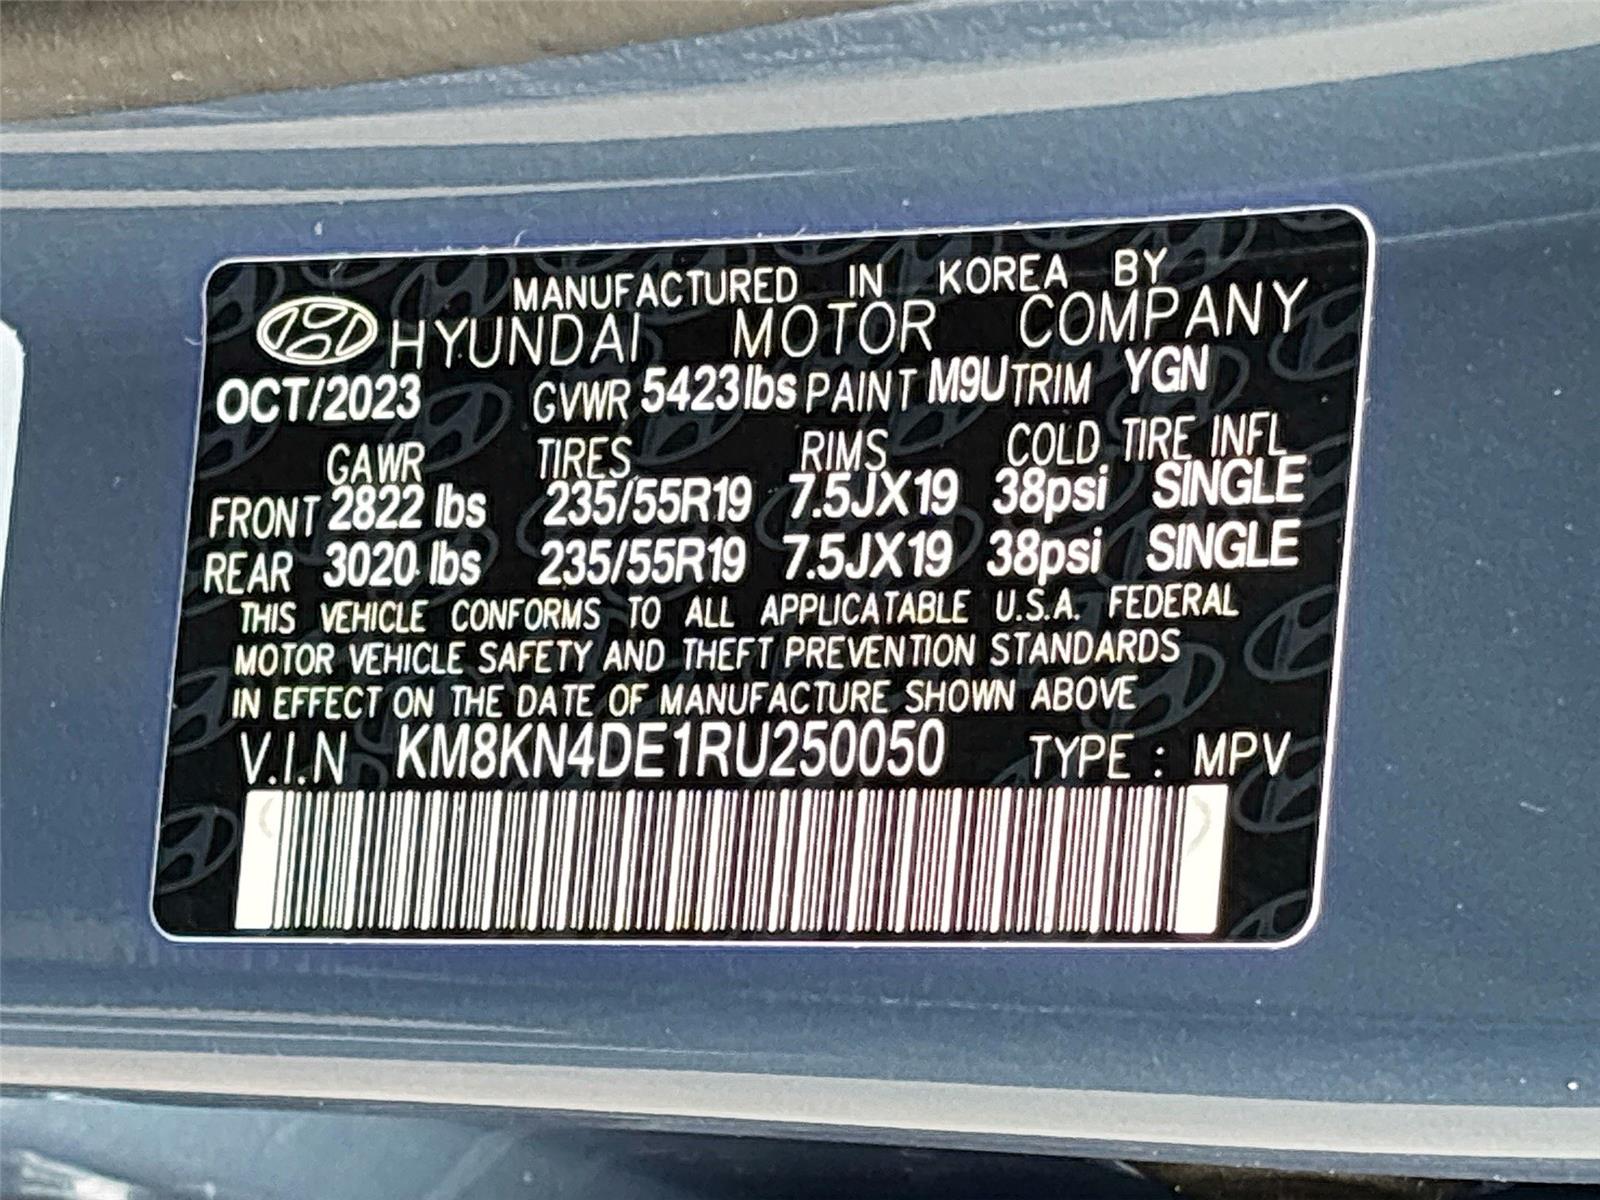 MANUFACTURED IN KOREA BY
HYUNDAI MOTOR COMPANY
OCT/2023 GVWR 5423lbs PAINT M9U TRIM YGN
GAWR TIRES RIMS COLD TIRE INFL
FRONT 2822 lbs 235/55R19 7.5JX19 38psi SINGLE
REAR 3020 lbs 235/55R19 7.5JX19 38psi SINGLE
THIS VEHICLE CONFORMS TO ALL APPLICATABLE U.S.A. FEDERAL
MOTOR VEHICLE SAFETY AND THEFT PREVENTION STANDARDS
IN EFFECT ON THE DATE OF MANUFACTURE SHOWN ABOVE
V.I.N KM8KN4DE1RU250050 TYPE : MPV